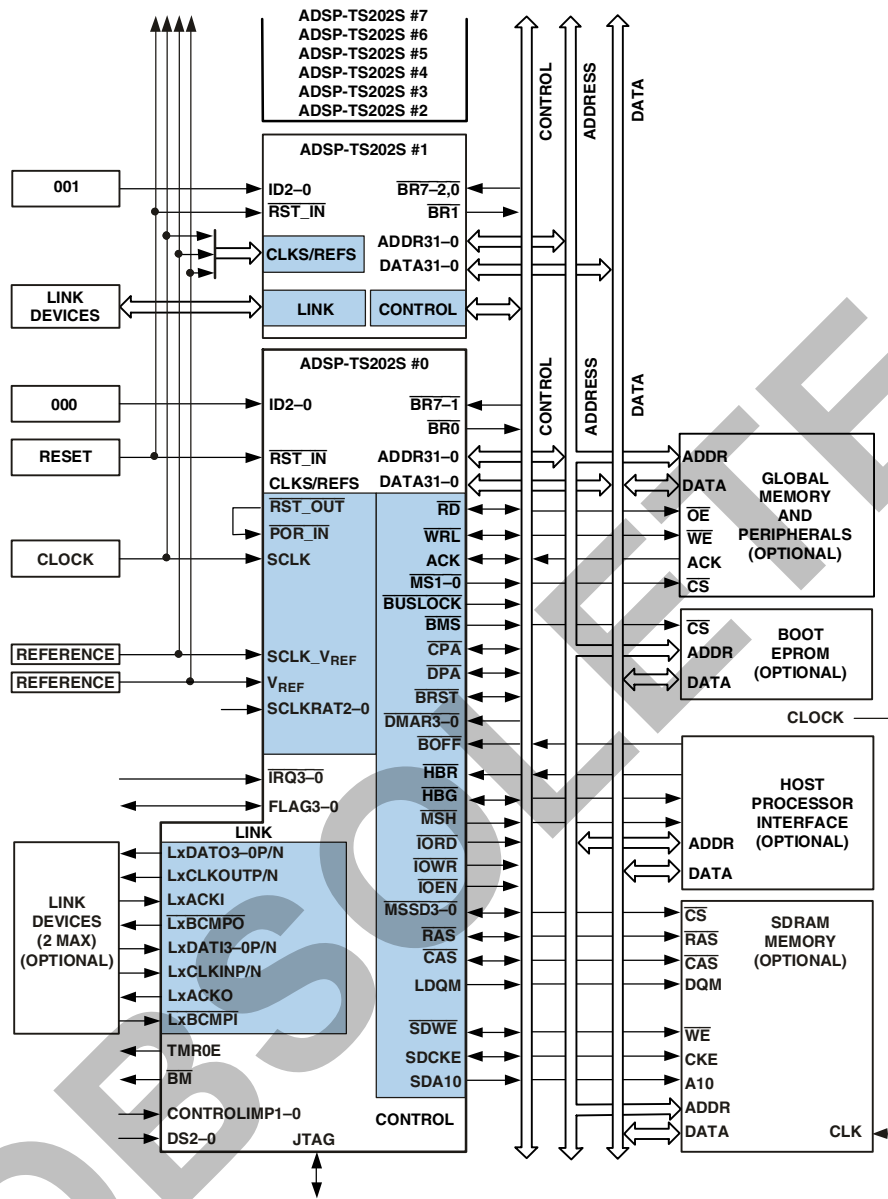 ADSP-TS202S #7
ADSP-TS202S #6
ADSP-TS202S #5
ADSP-TS202S #4
ADSP-TS202S #3
ADSP-TS202S #2
CONTROL
ADDRESS
DATA
ADSP-TS202S #1
001
ID2–0
BR7–2,0
RST_IN
BR1
ADDR31–0
CLKS/REFS
DATA31–0
LINK
DEVICES
LINK
CONTROL
ADSP-TS202S #0
CONTROL
ADDRESS
DATA
000
ID2–0
BR7–1
BR0
RESET
RST_IN
ADDR31–0
CLKS/REFS
DATA31–0
RST_OUT
RD
POR_IN
WRL
CLOCK
SCLK
ACK
MS1–0
BUSLOCK
BMS
REFERENCE
SCLK_VREF
CPA
REFERENCE
VREF
DPA
SCLKRAT2–0
BRST
DMAR3–0
BOFF
IRQ3–0
HBR
FLAG3–0
HBG
MSH
LINK
IORD
IOWR
IOEN
MSSD3–0
RAS
CAS
LDQM
SDWE
SDCKE
SDA10
LxDATO3–0P/N
LxCLKOUTP/N
LxACKI
LxBCMPO
LxDATI3–0P/N
LxCLKINP/N
LxACKO
LxBCMPI
LINK
DEVICES
(2 MAX)
(OPTIONAL)
TMR0E
BM
CONTROLIMP1–0
DS2–0
CONTROL
JTAG
ADDR
DATA
OE
WE
ACK
CS
GLOBAL
MEMORY
AND
PERIPHERALS
(OPTIONAL)
CS
ADDR
DATA
BOOT
EPROM
(OPTIONAL)
CLOCK
HOST
PROCESSOR
INTERFACE
(OPTIONAL)
ADDR
DATA
CS
RAS
CAS
DQM
WE
CKE
A10
ADDR
DATA
CLK
SDRAM
MEMORY
(OPTIONAL)
OBSOLETE